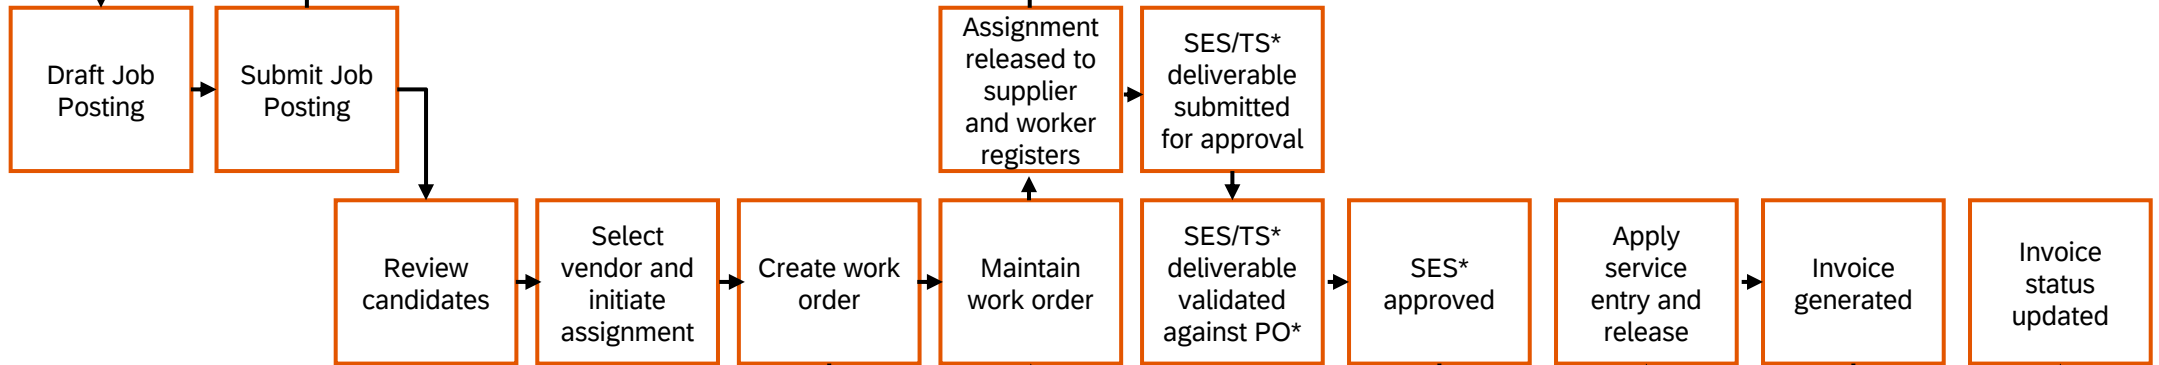 Draft Job
Posting
Submit Job
Posting
Assignment
released to
supplier
and worker
registers
SES/TS*
deliverable
submitted
for approval
Review
candidates
Select
vendor and
initiate
assignment
Create work
order
Maintain
work order
SES/TS*
deliverable
validated
against PO*
SES*
approved
Apply
service
entry and
release
Invoice
generated
Invoice
status
updated